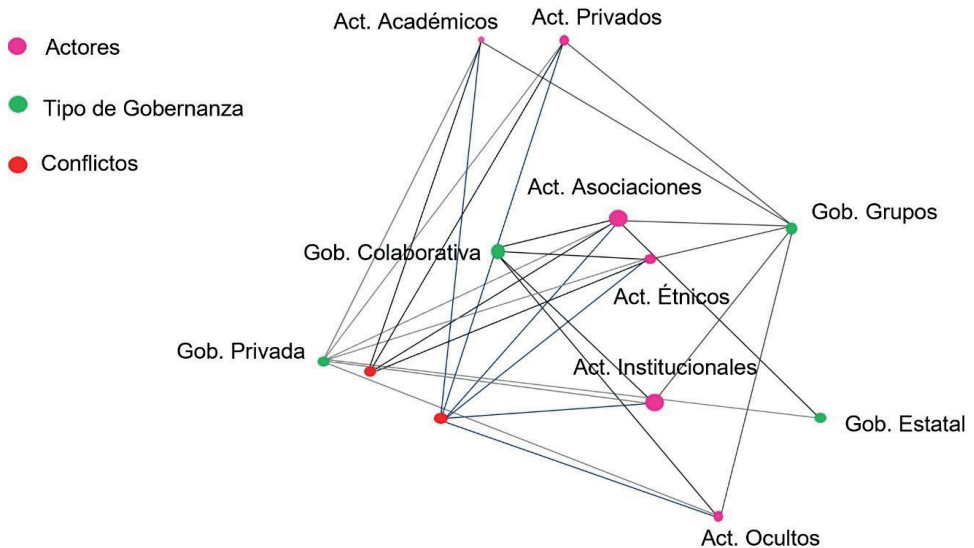 Act. Académicos
Act. Privados
Actores
Tipo de Gobernanza
Conflictos
Act. Asociaciones
Gob. Grupos
Gob. Colaborativa
Act. Étnicos
Gob. Privada
Act. Institucionales
Gob. Estatal
Act. Ocultos